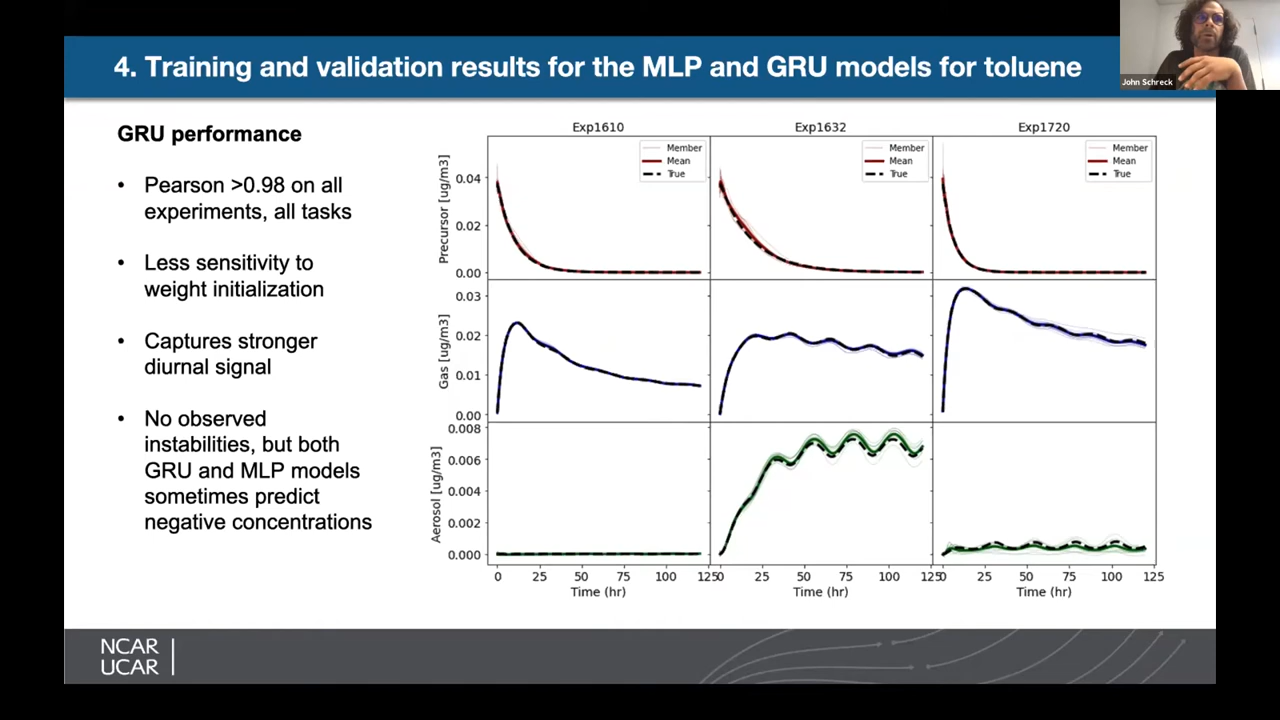 4. Training and validation results for the MLP and GRU models for toluene
John Schreck
GRU performance
• Pearson >0.98 on all
experiments, all tasks
• Less sensitivity to
weight initialization
• Captures stronger
diurnal signal
• No observed
instabilities, but both
GRU and MLP models
sometimes predict
negative concentrations
Exp1610
Exp1632
Exp1720
Member
Mean
True
Member
Mean
True
Member
Mean
True
Precursor [ug/m3]
0.04
0.02
0.00
Gas [ug/m3]
0.03
0.02
0.01
0.00
Aerosol [ug/m3]
0.008
0.006
0.004
0.002
0.000
0 25 50 75 100 125
0 25 50 75 100 125
0 25 50 75 100 125
Time (hr)
Time (hr)
Time (hr)
NCAR
UCAR